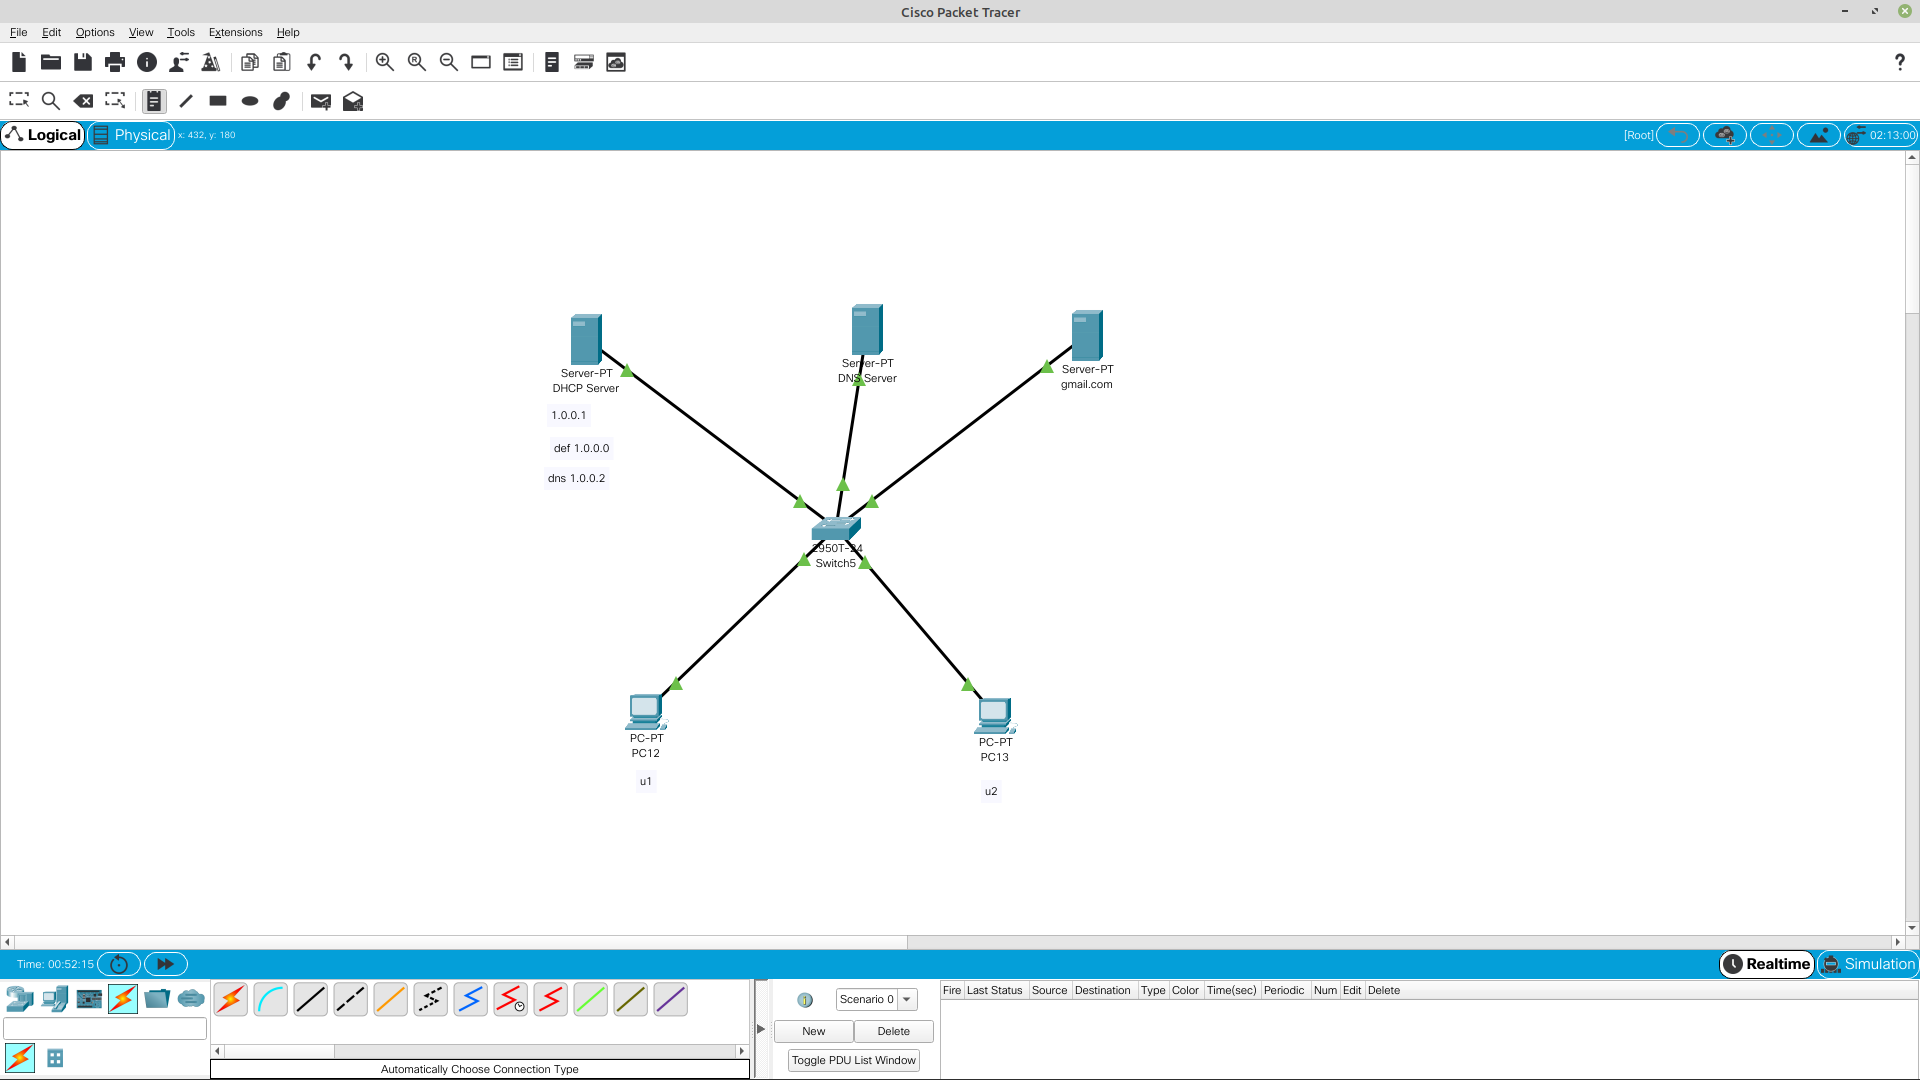 Cisco Packet Tracer
File Edit Options View Tools Extensions Help
?
Logical Physical x: 432, y: 180 [Root] 02:13:00
Server-PT
DHCP Server
1.0.0.1
def 1.0.0.0
dns 1.0.0.2
Server-PT
DNS Server
Server-PT
gmail.com
2950T-24
Switch5
PC-PT
PC12
u1
PC-PT
PC13
u2
Time: 00:52:15 Realtime Simulation
Scenario 0
New Delete
Toggle PDU List Window
Fire Last Status Source Destination Type Color Time(sec) Periodic Num Edit Delete
Automatically Choose Connection Type